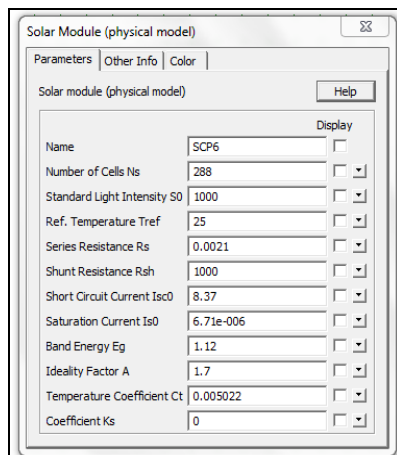 Solar Module (physical model)
Parameters Other Info Color
Solar module (physical model) Help
Display
Name SCP6
Number of Cells Ns 288
Standard Light Intensity S0 1000
Ref. Temperature Tref 25
Series Resistance Rs 0.0021
Shunt Resistance Rsh 1000
Short Circuit Current Isc0 8.37
Saturation Current Is0 6.71e-006
Band Energy Eg 1.12
Ideality Factor A 1.7
Temperature Coefficient Ct 0.005022
Coefficient Ks 0